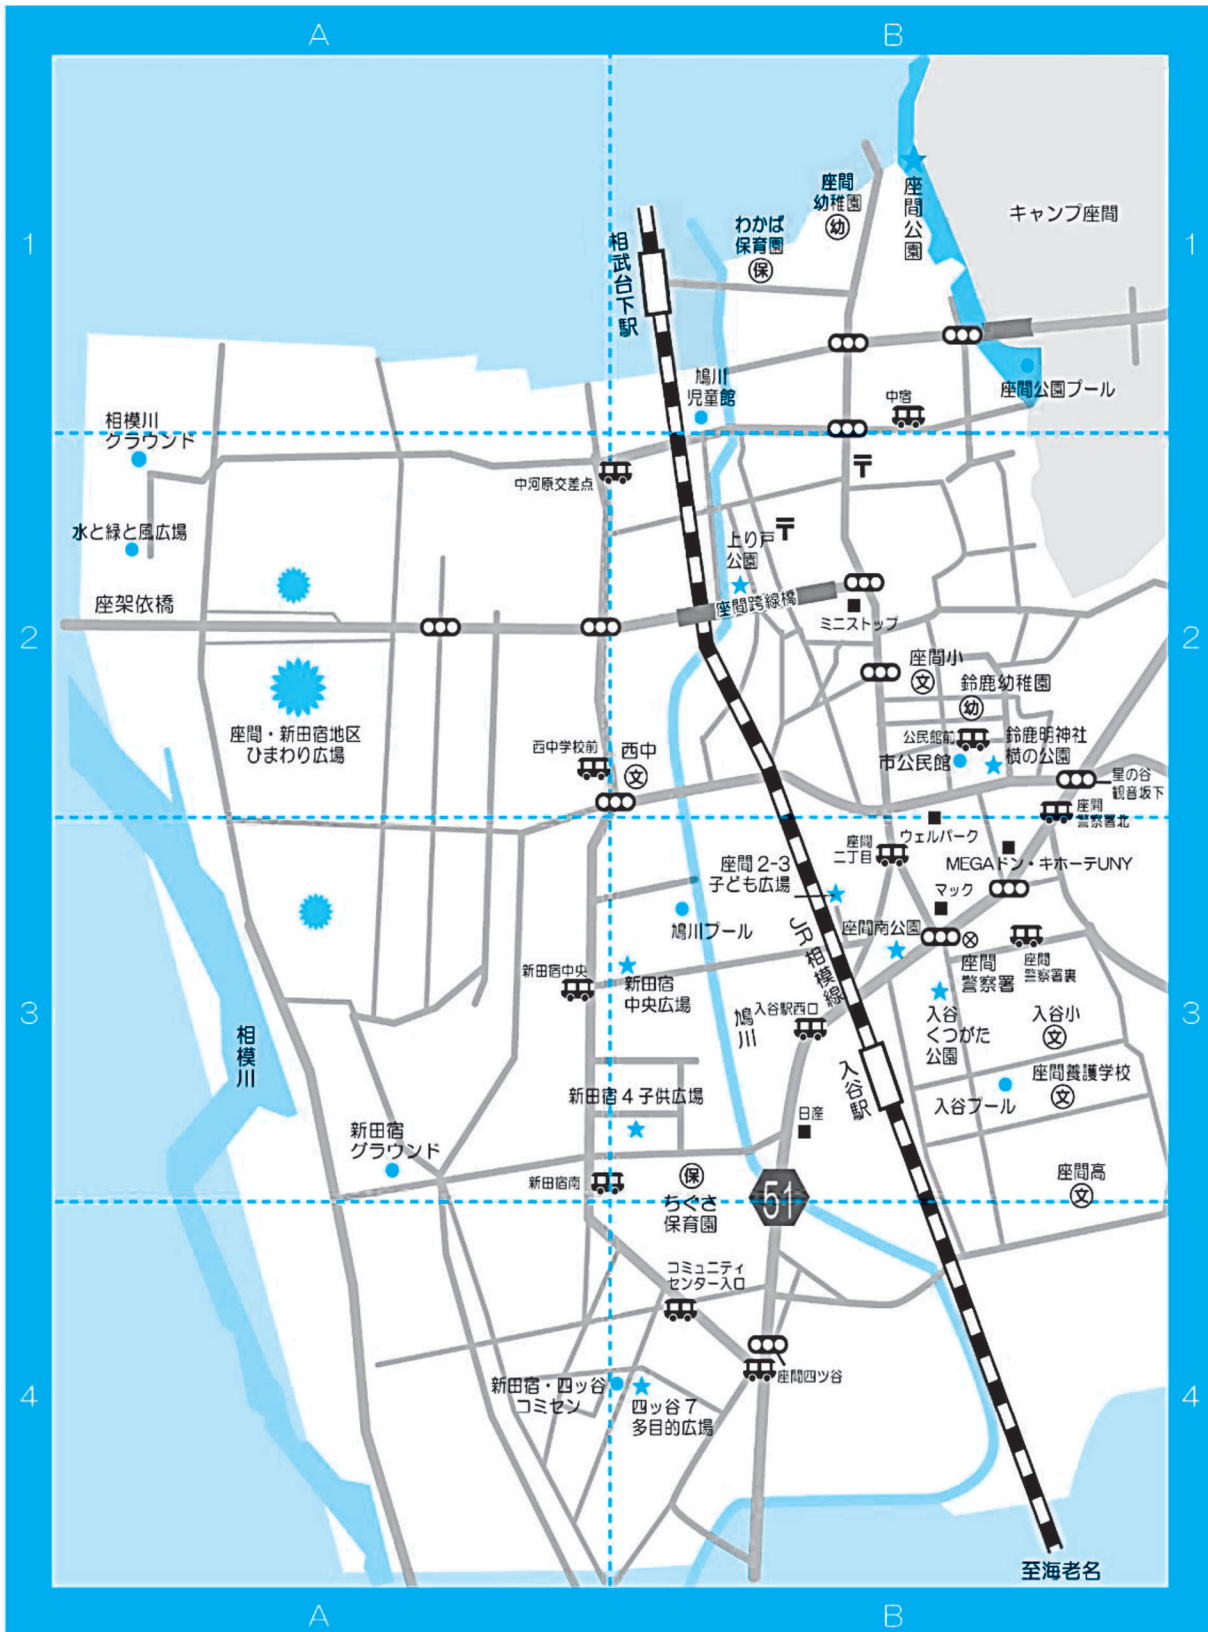 A
B
1
1
座間
幼稚園
幼
座間公園
キャンプ座間
わかば
保育園
保
相武台下駅
鳩川
児童館
中宿
座間公園プール
相模川
グラウンド
中河原交差点
〒
水と緑と風広場
上り戸
公園
〒
座架依橋
座間跨線橋
ミニストップ
2
2
座間小
文
鈴鹿幼稚園
幼
座間・新田宿地区
ひまわり広場
西中学校前
西中
文
公民館前
市公民館
鈴鹿明神社
横の公園
星の谷
観音坂下
座間
警察署北
ウェルパーク
座間
二丁目
MEGAドン・キホーテUNY
座間2-3
子ども広場
マック
鳩川プール
JR相模線
座間南公園
座間
警察署
座間
警察署裏
新田宿中央
新田宿
中央広場
3
3
鳩川
入谷駅西口
入谷
くつがた
公園
入谷小
文
相模川
入谷駅
座間養護学校
文
入谷プール
新田宿4子供広場
日産
新田宿
グラウンド
新田宿南
保
ちぐさ
保育園
51
座間高
文
コミュニティ
センター入口
座間四ツ谷
新田宿・四ッ谷
コミセン
四ッ谷7
多目的広場
4
4
至海老名
A
B